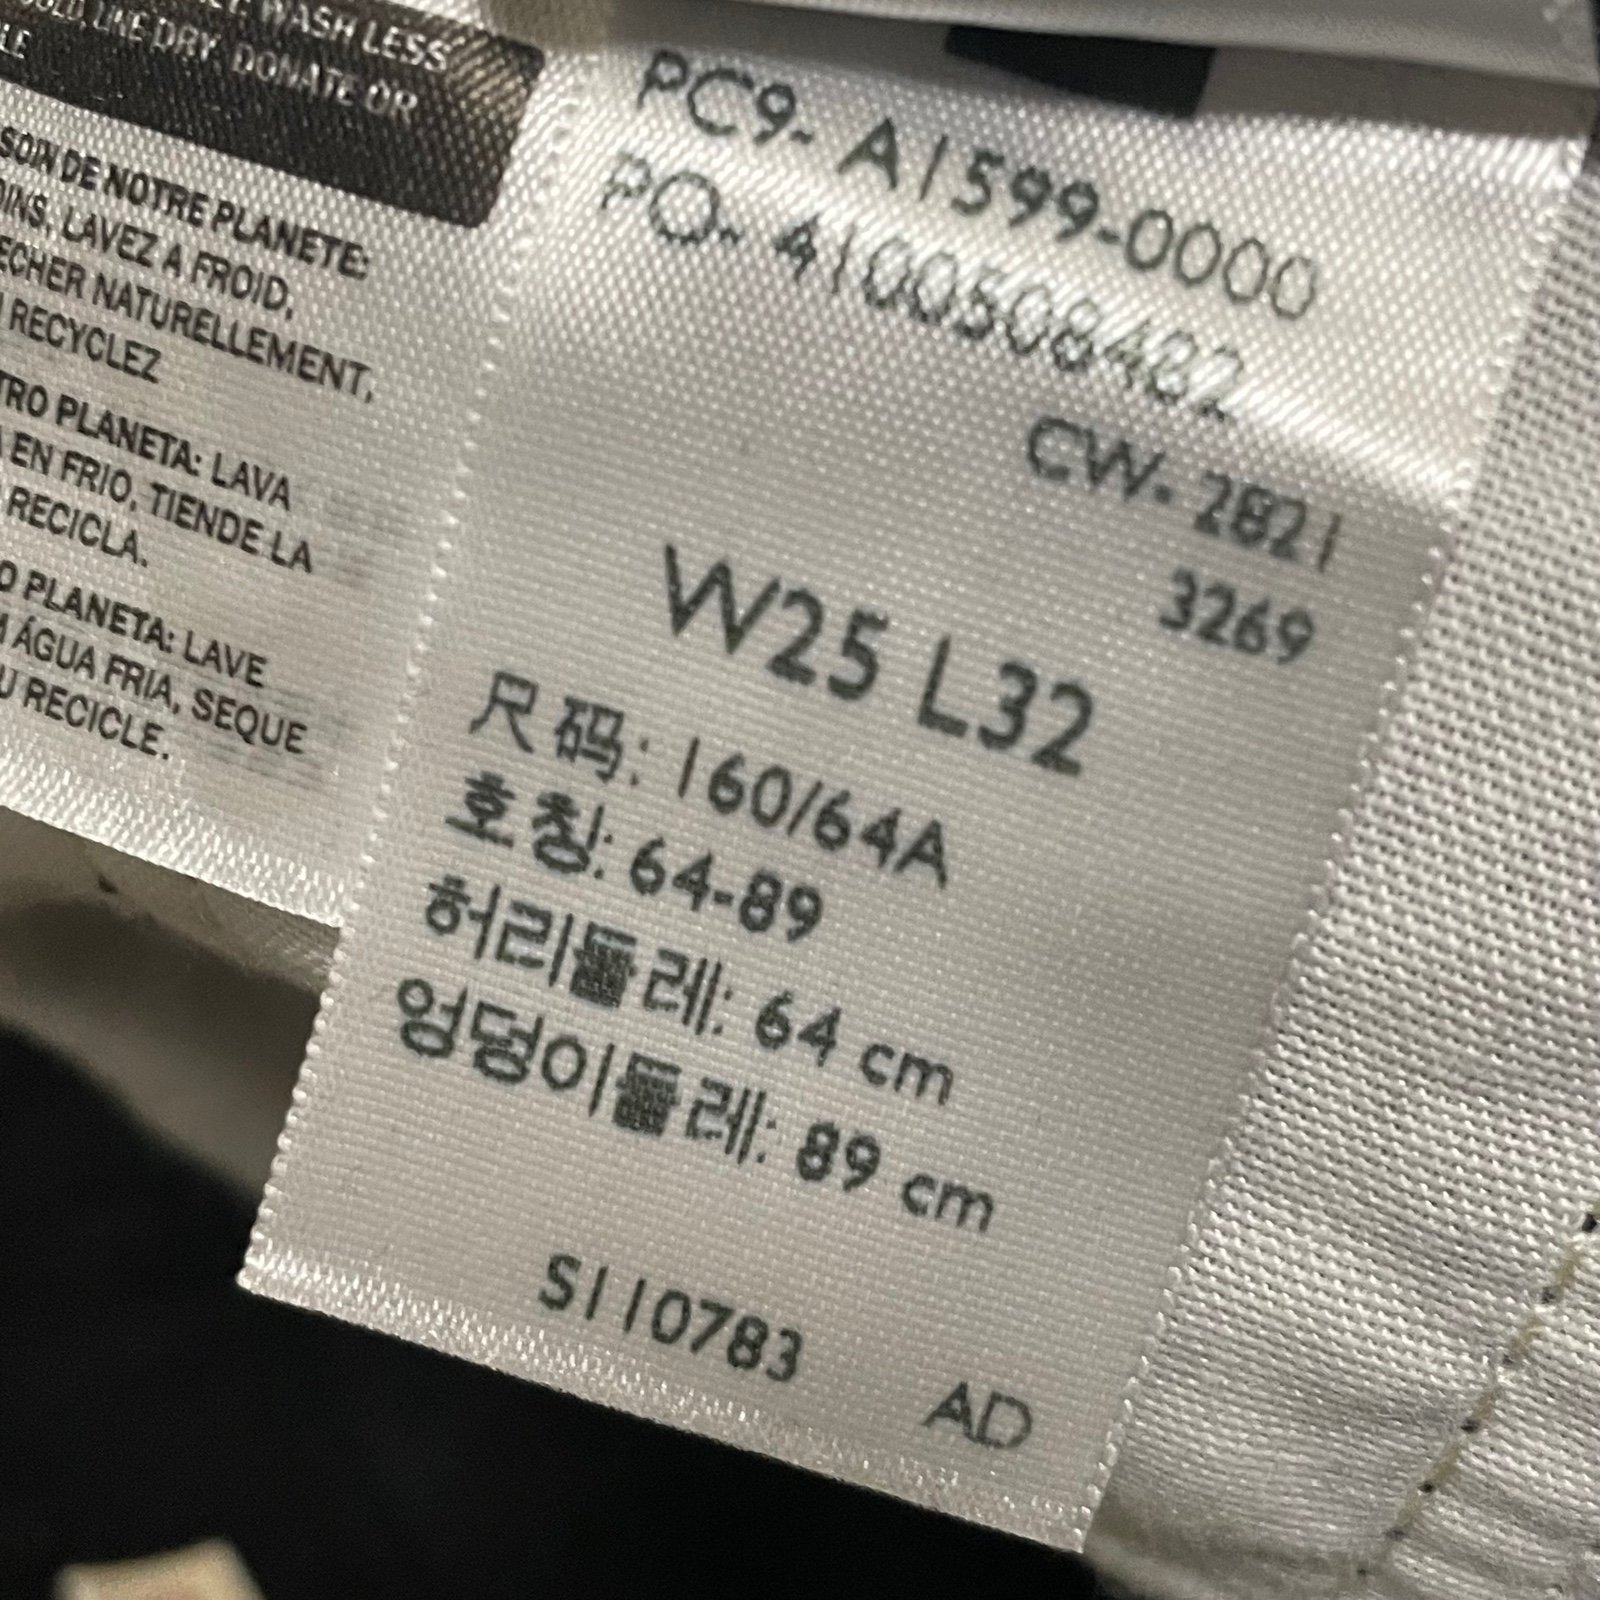 WASH LESS
LINE DRY, DONATE OR
LE
SOIN DE NOTRE PLANETE:
LAVEZ A FROID,
NATURELLEMENT,
RECYCLEZ
PLANETA: LAVA
EN FRIO, TIENDE LA
RECICLA.
PLANETA: LAVE
ÁGUA FRIA, SEQUE
RECICLE.
PC9- A1599-0000
PO- 4100508482
CW- 2821
3269
W25 L32
尺码: 160/64A
호칭: 64-89
허리둘레: 64 cm
엉덩이둘레: 89 cm
S110783
AD